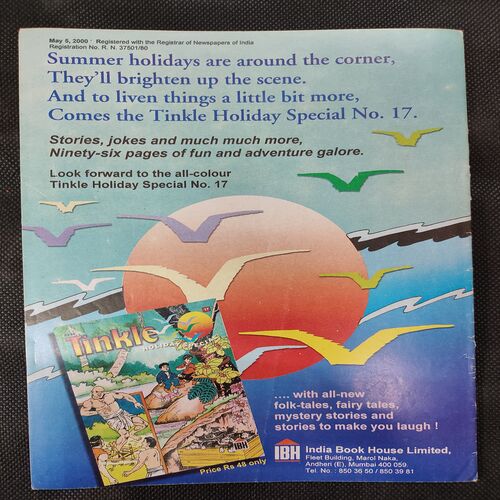 May 5, 2000 · Registered with the Registrar of Newspapers of India
Registration No. R. N. 37501/80
Summer holidays are around the corner,
They'll brighten up the scene.
And to liven things a little bit more,
Comes the Tinkle Holiday Special No. 17.
Stories, jokes and much much more,
Ninety-six pages of fun and adventure galore.
Look forward to the all-colour
Tinkle Holiday Special No. 17
Tinkle
HOLIDAY SPECIAL
Price Rs 48 only
IBH
.... with all-new
folk-tales, fairy tales,
mystery stories and
stories to make you laugh !
IBH
India Book House Limited,
Fleet Building, Marol Naka,
Andheri (E), Mumbai 400 059.
Tel. No. : 850 36 50 / 850 39 81